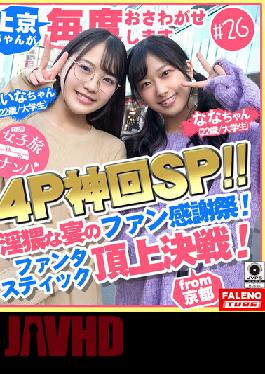 上京
ちゃんが
毎度
おさわがせ
します
#26
いなちゃん
(22歳/大学生)
ななちゃん
(22歳/大学生)
女子旅
ナンパ
4P神回SP!!
淫猥な宴のファン感謝祭!
ファンタ
スティック
頂上決戦!
from
京都
FALENO
TUBE
JAVHD